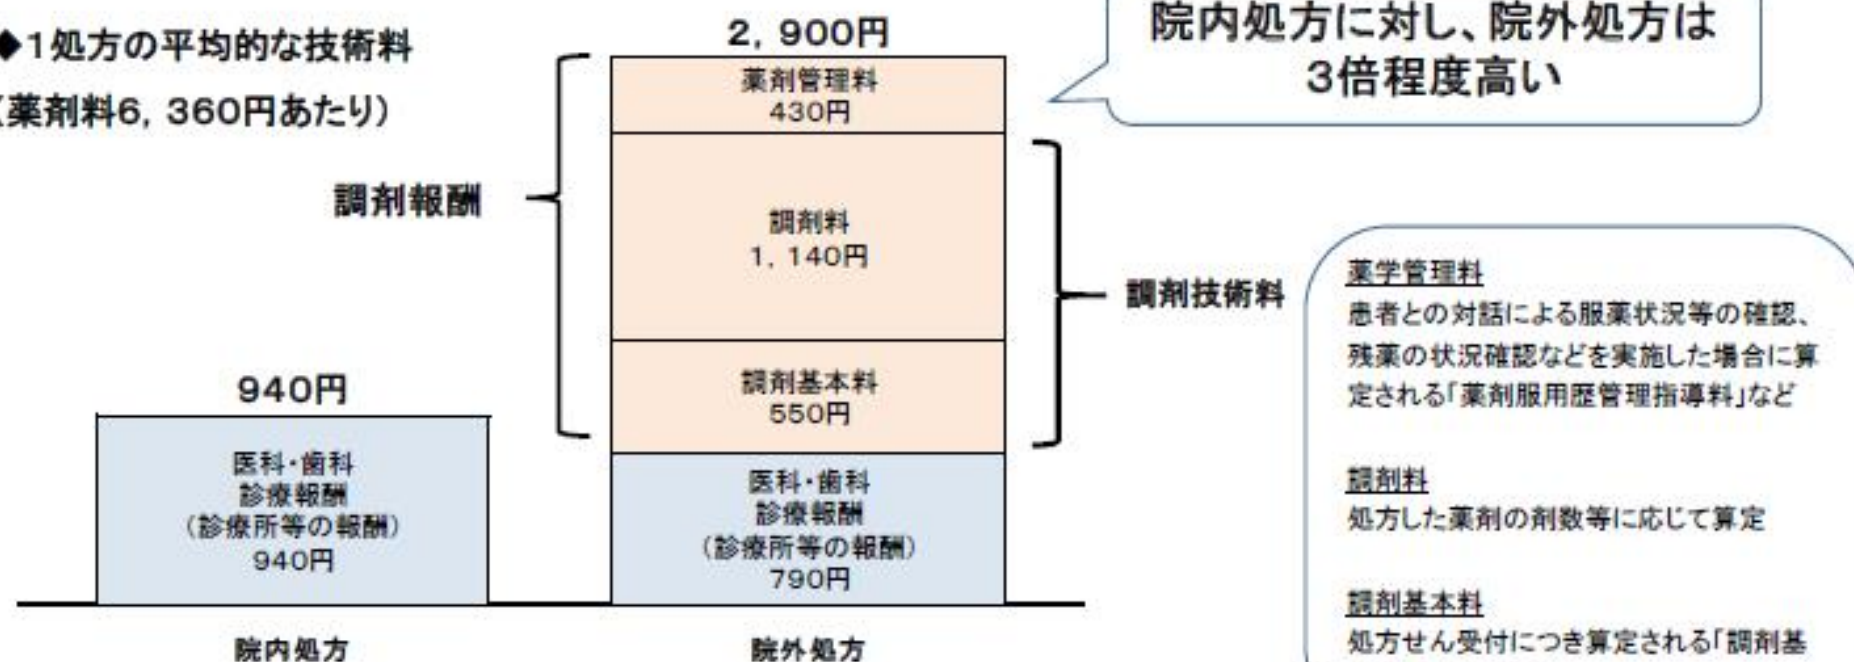 ◆1処方の平均的な技術料
(薬剤料6，360円あたり)
院内処方に対し、院外処方は
3倍程度高い
2，900円
薬剤管理料
430円
調剤報酬
調剤料
1，140円
調剤技術料
調剤基本料
550円
940円
医科・歯科
診療報酬
（診療所等の報酬）
940円
医科・歯科
診療報酬
（診療所等の報酬）
790円
院内処方
院外処方
薬学管理料
患者との対話による服薬状況等の確認、
残薬の状況確認などを実施した場合に算
定される「薬剤服用歴管理指導料」など
調剤料
処方した薬剤の剤数等に応じて算定
調剤基本料
処方せん受付につき算定される「調剤基